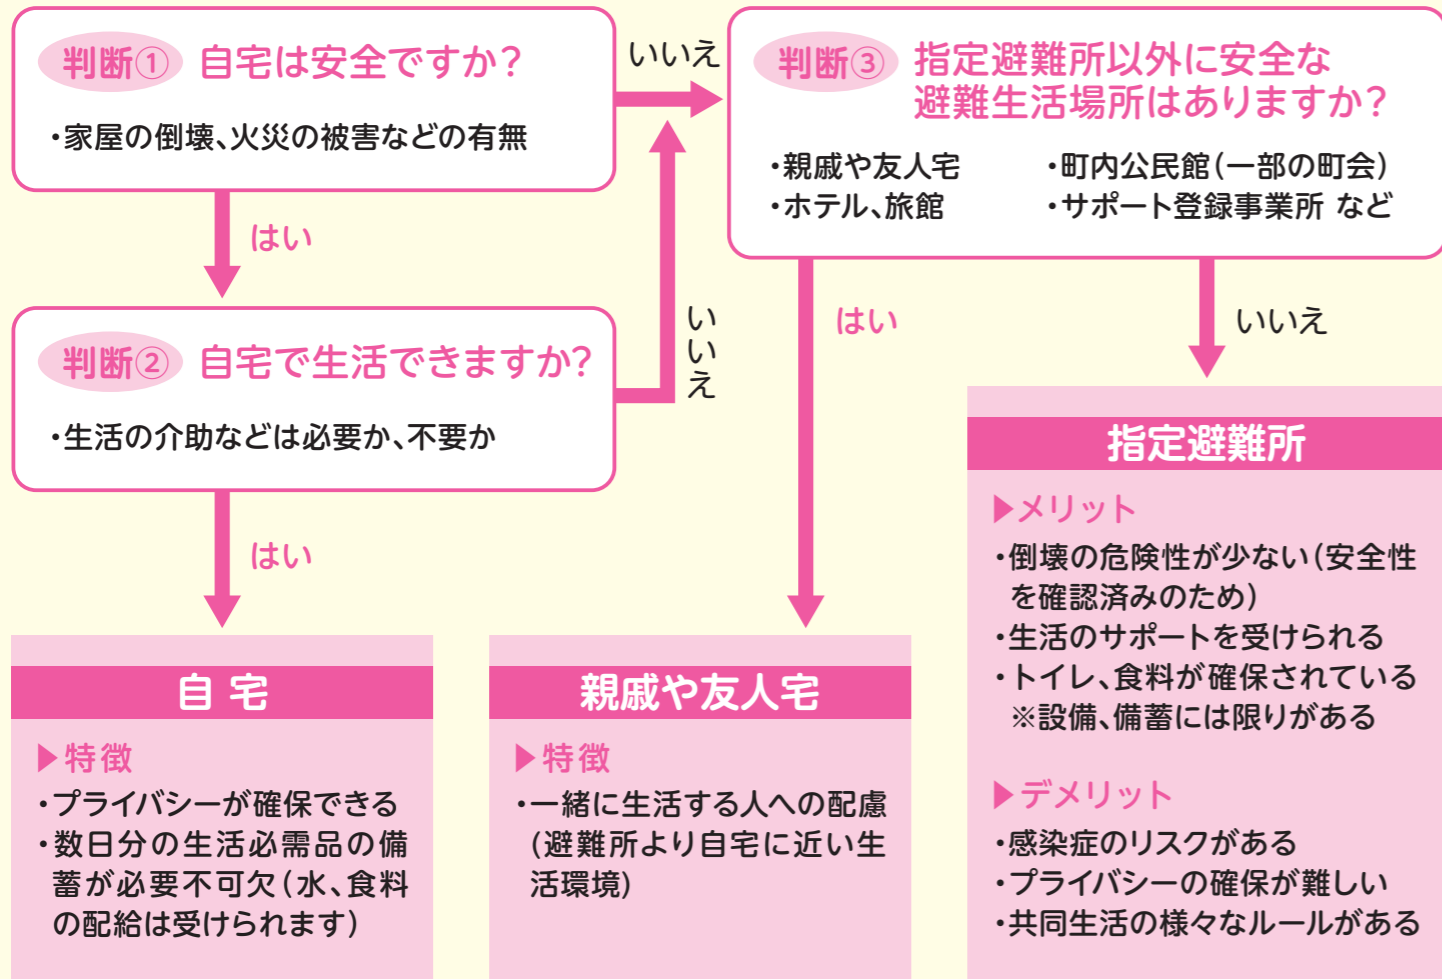 判断① 自宅は安全ですか?
・家屋の倒壊、火災の被害などの有無
いいえ
はい
判断② 自宅で生活できますか?
・生活の介助などは必要か、不要か
いいえ
はい
判断③ 指定避難所以外に安全な
避難生活場所はありますか?
・親戚や友人宅
・町内公民館(一部の町会)
・ホテル、旅館
・サポート登録事業所 など
はい
いいえ
自 宅
▶特徴
・プライバシーが確保できる
・数日分の生活必需品の備
蓄が必要不可欠(水、食料
の配給は受けられます)
親戚や友人宅
▶特徴
・一緒に生活する人への配慮
(避難所より自宅に近い生
活環境)
指定避難所
▶メリット
・倒壊の危険性が少ない(安全性
を確認済みのため)
・生活のサポートを受けられる
・トイレ、食料が確保されている
※設備、備蓄には限りがある
▶デメリット
・感染症のリスクがある
・プライバシーの確保が難しい
・共同生活の様々なルールがある